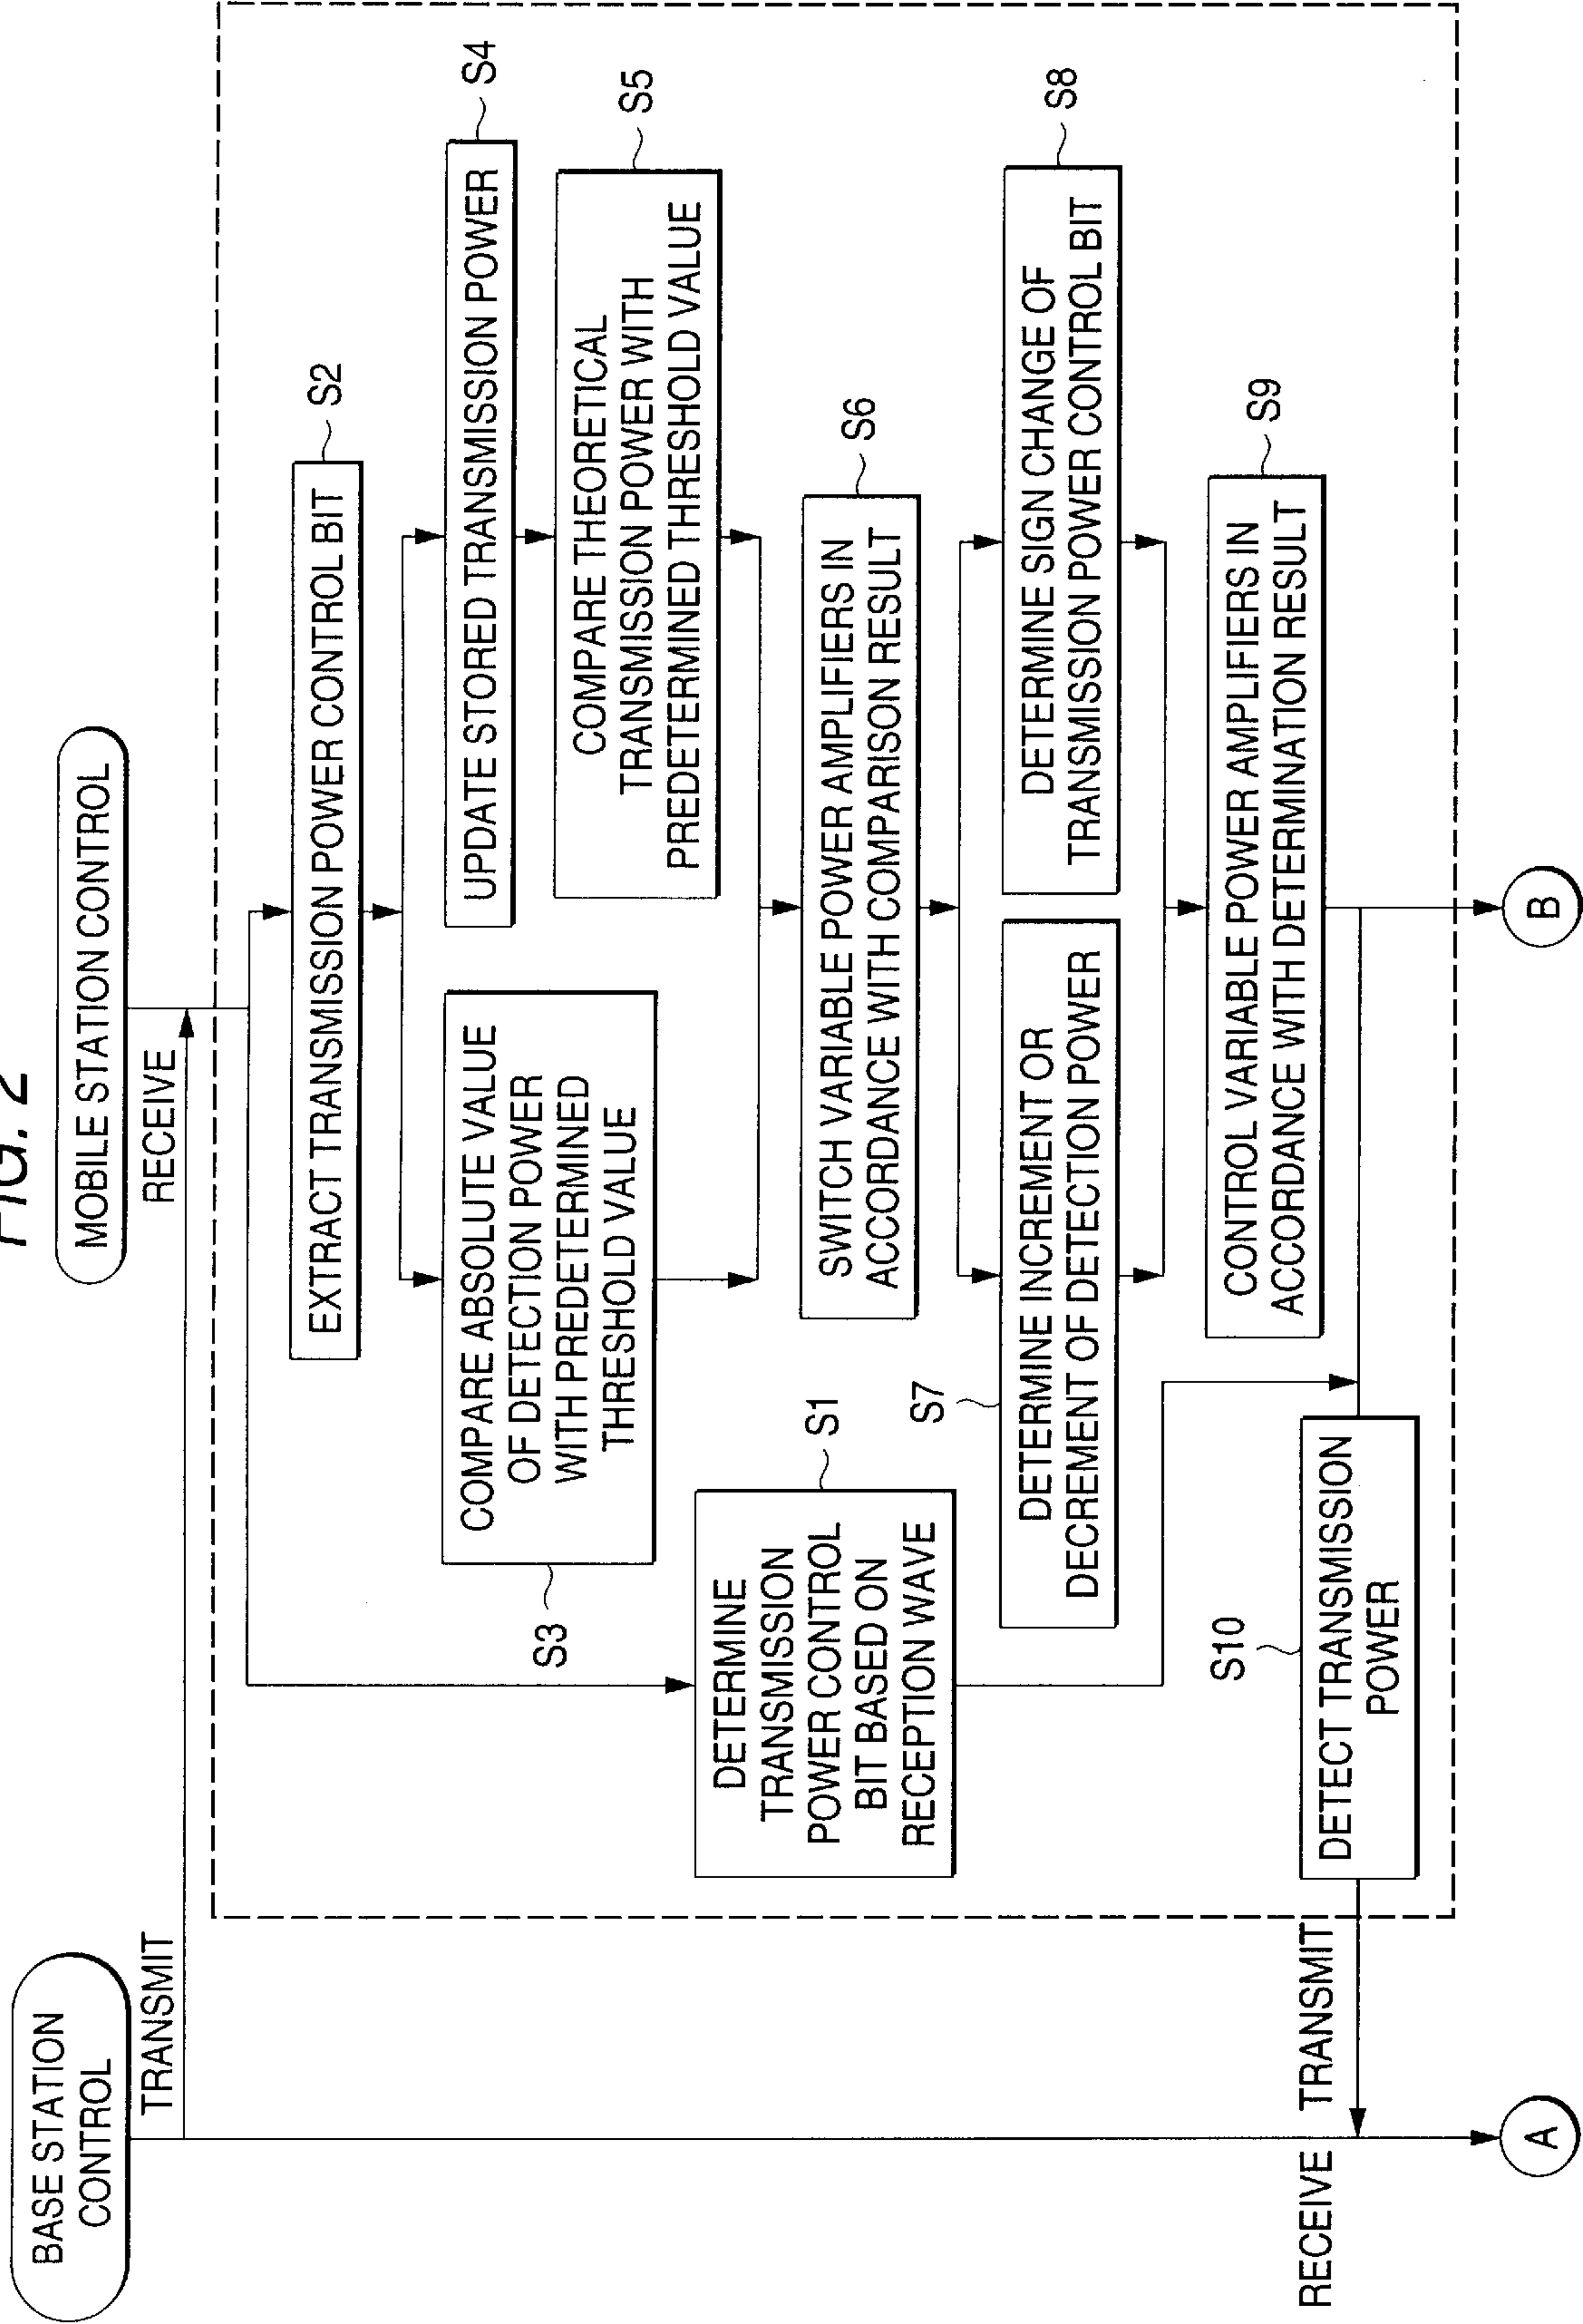 FIG. 2
BASE STATION
CONTROL
MOBILE STATION CONTROL
TRANSMIT
RECEIVE
EXTRACT TRANSMISSION POWER CONTROL BIT
S2
COMPARE ABSOLUTE VALUE
OF DETECTION POWER
WITH PREDETERMINED
THRESHOLD VALUE
S3
UPDATE STORED TRANSMISSION POWER
S4
COMPARE THEORETICAL
TRANSMISSION POWER WITH
PREDETERMINED THRESHOLD VALUE
S5
DETERMINE
TRANSMISSION
POWER CONTROL
BIT BASED ON
RECEPTION WAVE
S1
SWITCH VARIABLE POWER AMPLIFIERS IN
ACCORDANCE WITH COMPARISON RESULT
S6
S7
DETERMINE INCREMENT OR
DECREMENT OF DETECTION POWER
DETERMINE SIGN CHANGE OF
TRANSMISSION POWER CONTROL BIT
S8
CONTROL VARIABLE POWER AMPLIFIERS IN
ACCORDANCE WITH DETERMINATION RESULT
S9
S10
DETECT TRANSMISSION
POWER
RECEIVE
TRANSMIT
A
B